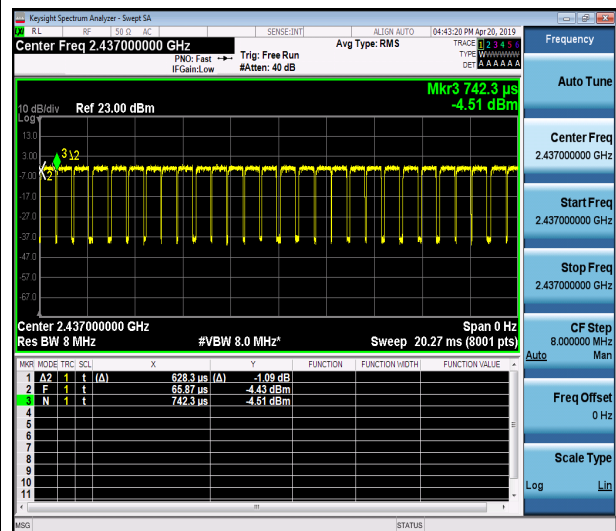 Keysight Spectrum Analyzer - Swept SA
RL RF 50 Ω AC SENSE:INT ALIGN AUTO 04:43:20 PM Apr 20, 2019
Center Freq 2.437000000 GHz Avg Type: RMS TRACE 1 2 3 4 5 6
PNO: Fast Trig: Free Run TYPE WWWWWW
IFGain:Low #Atten: 40 dB DET A A A A A A
Mkr3 742.3 µs
10 dB/div Ref 23.00 dBm -4.51 dBm
Log
13.0
3.00
3Δ2
-7.00
2
-17.0
-27.0
-37.0
-47.0
-57.0
-67.0
Center 2.437000000 GHz Span 0 Hz
Res BW 8 MHz #VBW 8.0 MHz* Sweep 20.27 ms (8001 pts)
MKR MODE TRC SCL X Y FUNCTION FUNCTION WIDTH FUNCTION VALUE
1 Δ2 1 t (Δ) 628.3 µs (Δ) -1.09 dB
2 F 1 t 65.87 µs -4.43 dBm
3 N 1 t 742.3 µs -4.51 dBm
4
5
6
7
8
9
10
11
MSG STATUS
Frequency
Auto Tune
Center Freq
2.437000000 GHz
Start Freq
2.437000000 GHz
Stop Freq
2.437000000 GHz
CF Step
8.000000 MHz
Auto Man
Freq Offset
0 Hz
Scale Type
Log Lin